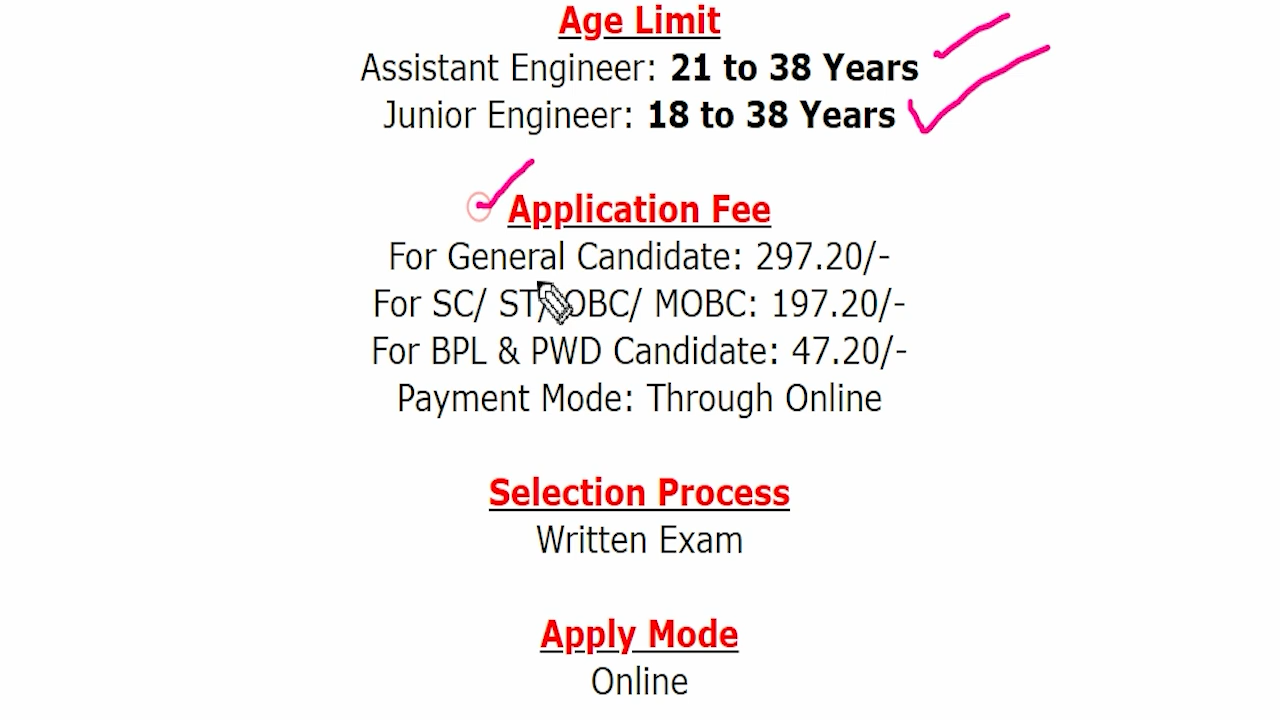 Age Limit
Assistant Engineer: 21 to 38 Years
Junior Engineer: 18 to 38 Years
Application Fee
For General Candidate: 297.20/-
For SC/ ST/ OBC/ MOBC: 197.20/-
For BPL & PWD Candidate: 47.20/-
Payment Mode: Through Online
Selection Process
Written Exam
Apply Mode
Online